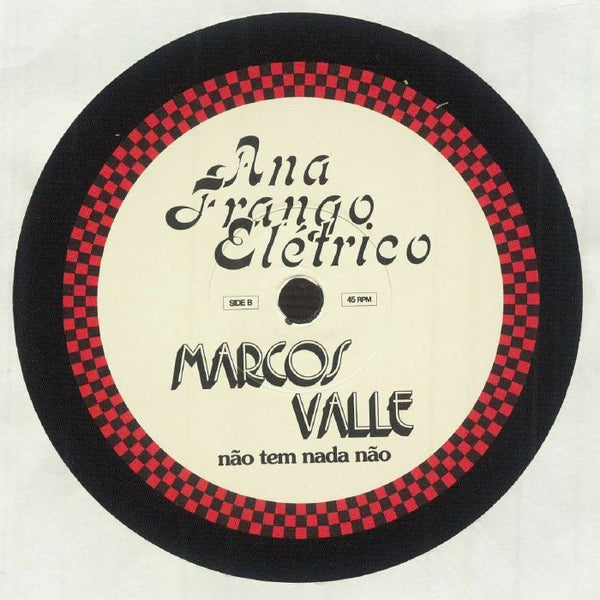 Ana
Frango
Elétrico
SIDE B
45 RPM
MARCOS
VALLE
não tem nada não